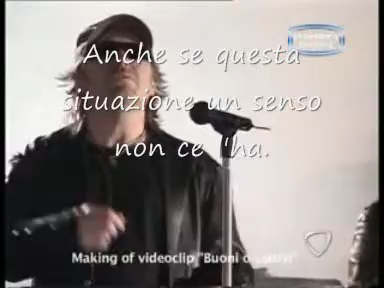 Anche se questa
situazione un senso
non ce 'ha.
Making of videoclip "Buoni o